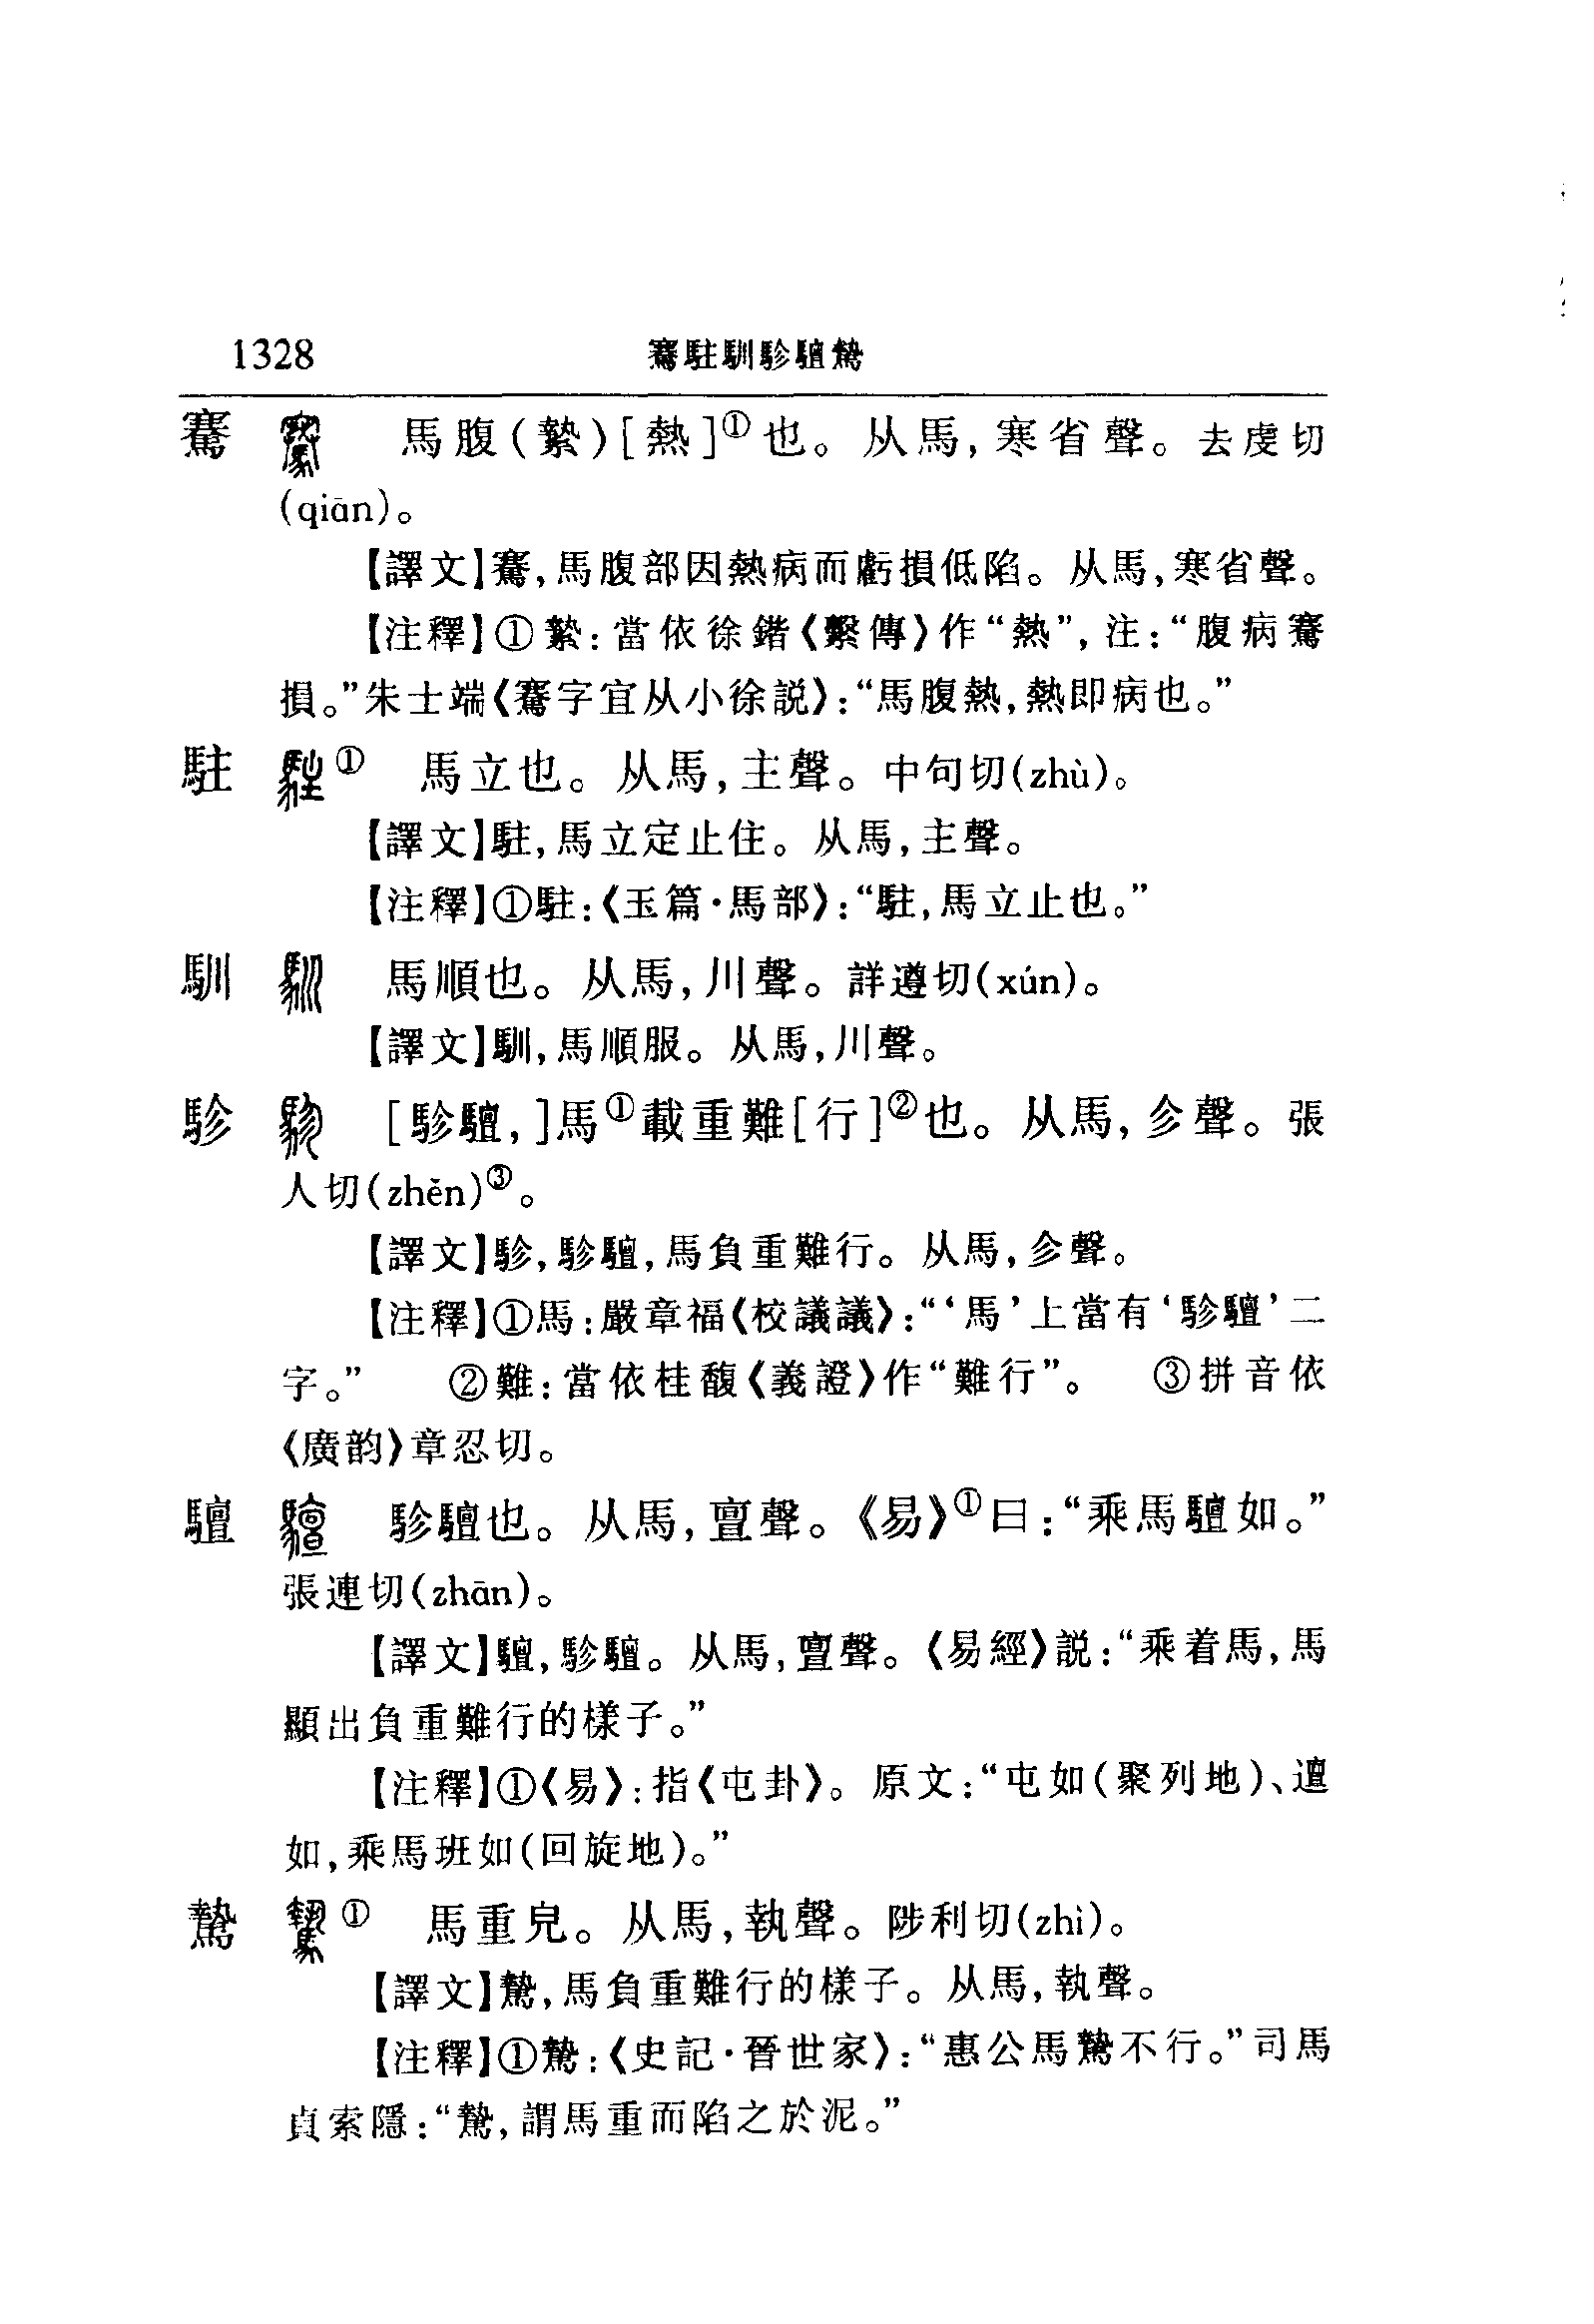 1328 騫駐馴駗驙騺
騫 馬腹(縶)[熱]①也。从馬,寒省聲。去虔切
(qiān)。
【譯文】騫,馬腹部因熱病而虧損低陷。从馬,寒省聲。
【注釋】①縶:當依徐鍇《繫傳》作“熱”,注:“腹病騫
損。”朱士端《騫字宜从小徐説》:“馬腹熱,熱即病也。”
駐 ① 馬立也。从馬,主聲。中句切(zhù)。
【譯文】駐,馬立定止住。从馬,主聲。
【注釋】①駐:《玉篇·馬部》:“駐,馬立止也。”
馴 馬順也。从馬,川聲。詳遵切(xún)。
【譯文】馴,馬順服。从馬,川聲。
駗 [駗驙,]馬①載重難[行]②也。从馬,㐱聲。張
人切(zhěn)③。
【譯文】駗,駗驙,馬負重難行。从馬,㐱聲。
【注釋】①馬:嚴章福《校議議》:“‘馬’上當有‘駗驙’二
字。” ②難:當依桂馥《義證》作“難行”。 ③拼音依
《廣韵》章忍切。
驙 駗驙也。从馬,亶聲。《易》①曰:“乘馬驙如。”
張連切(zhān)。
【譯文】驙,駗驙。从馬,亶聲。《易經》説:“乘着馬,馬
顯出負重難行的樣子。”
【注釋】①《易》:指《屯卦》。原文:“屯如(聚列地)、邅
如,乘馬班如(回旋地)。”
騺 ① 馬重皃。从馬,執聲。陟利切(zhì)。
【譯文】騺,馬負重難行的樣子。从馬,執聲。
【注釋】①騺:《史記·晉世家》:“惠公馬騺不行。”司馬
貞索隱:“騺,謂馬重而陷之於泥。”